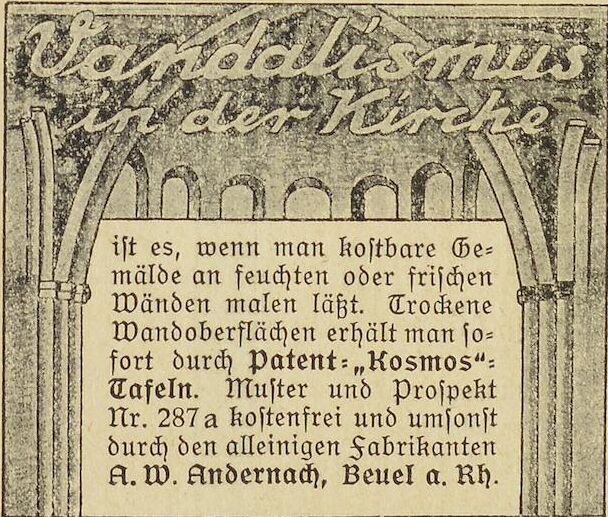 Vandalismus
in der Kirche
ist es, wenn man kostbare Ge-
mälde an feuchten oder frischen
Wänden malen läßt. Trockene
Wandoberflächen erhält man so-
fort durch Patent-„Kosmos“-
Tafeln. Muster und Prospekt
Nr. 287a kostenfrei und umsonst
durch den alleinigen Fabrikanten
A. W. Andernach, Beuel a. Rh.